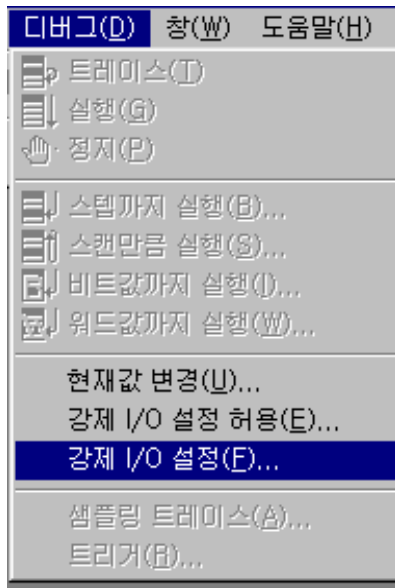 디버그(D) 창(W) 도움말(H)
트레이스(T)
실행(G)
정지(P)
스텝까지 실행(B)...
스캔만큼 실행(S)...
비트값까지 실행(I)...
워드값까지 실행(W)...
현재값 변경(U)...
강제 I/O 설정 허용(E)...
강제 I/O 설정(F)...
샘플링 트레이스(A)...
트리거(R)...